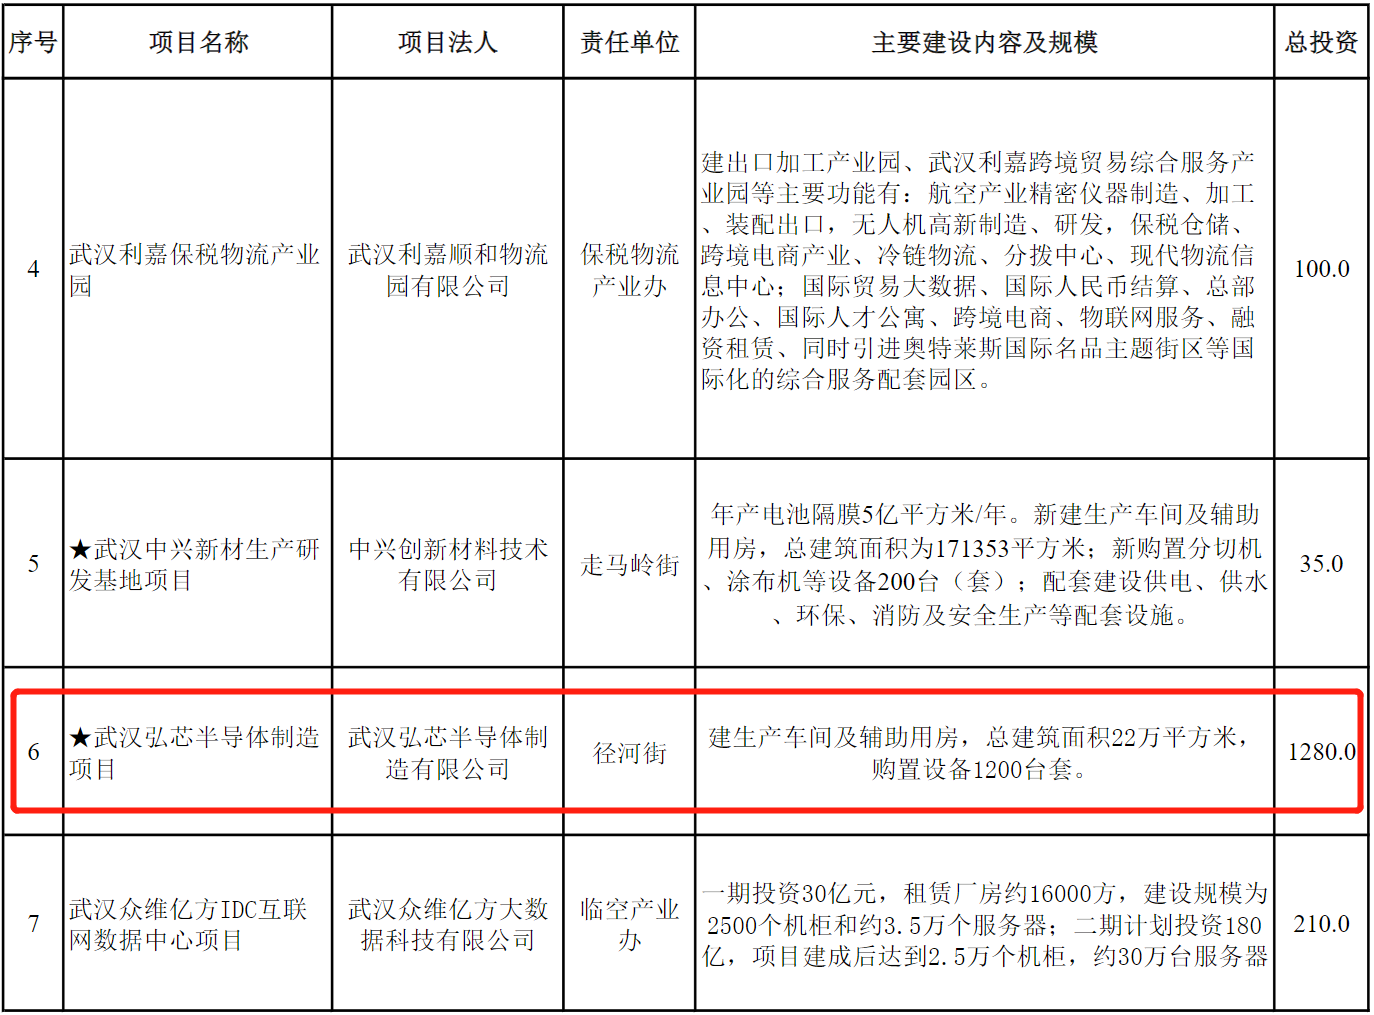 序号 项目名称 项目法人 责任单位 主要建设内容及规模 总投资
4
武汉利嘉保税物流产业
园
武汉利嘉顺和物流
园有限公司
保税物流
产业办
建出口加工产业园、武汉利嘉跨境贸易综合服务产
业园等主要功能有：航空产业精密仪器制造、加工
、装配出口，无人机高新制造、研发，保税仓储、
跨境电商产业、冷链物流、分拨中心、现代物流信
息中心；国际贸易大数据、国际人民币结算、总部
办公、国际人才公寓、跨境电商、物联网服务、融
资租赁、同时引进奥特莱斯国际名品主题街区等国
际化的综合服务配套园区。
100.0
5
★武汉中兴新材生产研
发基地项目
中兴创新材料技术
有限公司
走马岭街
年产电池隔膜5亿平方米/年。新建生产车间及辅助
用房，总建筑面积为171353平方米；新购置分切机
、涂布机等设备200台（套）；配套建设供电、供水
、环保、消防及安全生产等配套设施。
35.0
6
★武汉弘芯半导体制造
项目
武汉弘芯半导体制
造有限公司
径河街
建生产车间及辅助用房，总建筑面积22万平方米，
购置设备1200台套。
1280.0
7
武汉众维亿方IDC互联
网数据中心项目
武汉众维亿方大数
据科技有限公司
临空产业
办
一期投资30亿元，租赁厂房约16000方，建设规模为
2500个机柜和约3.5万个服务器；二期计划投资180
亿，项目建成后达到2.5万个机柜，约30万台服务器
210.0